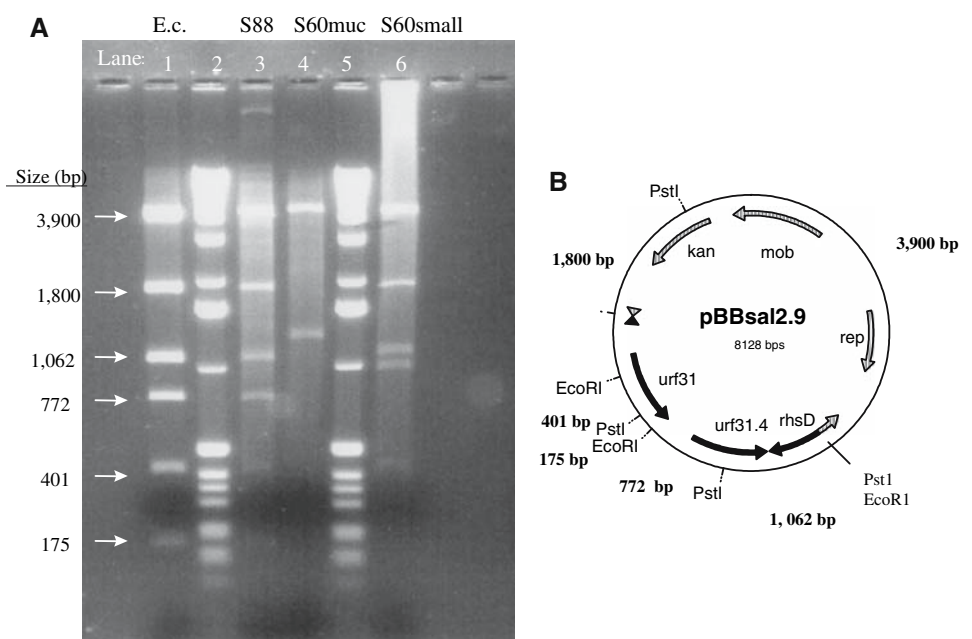 A
E.c.
S88
S60muc
S60small
Lane:
1
2
3
4
5
6
Size (bp)
3,900
1,800
1,062
772
401
175
B
PstI
kan
mob
3,900 bp
1,800 bp
pBBsal2.9
8128 bps
rep
urf31
EcoRI
401 bp
PstI
EcoRI
175 bp
urf31.4
rhsD
772 bp
PstI
Pst1
EcoR1
1, 062 bp